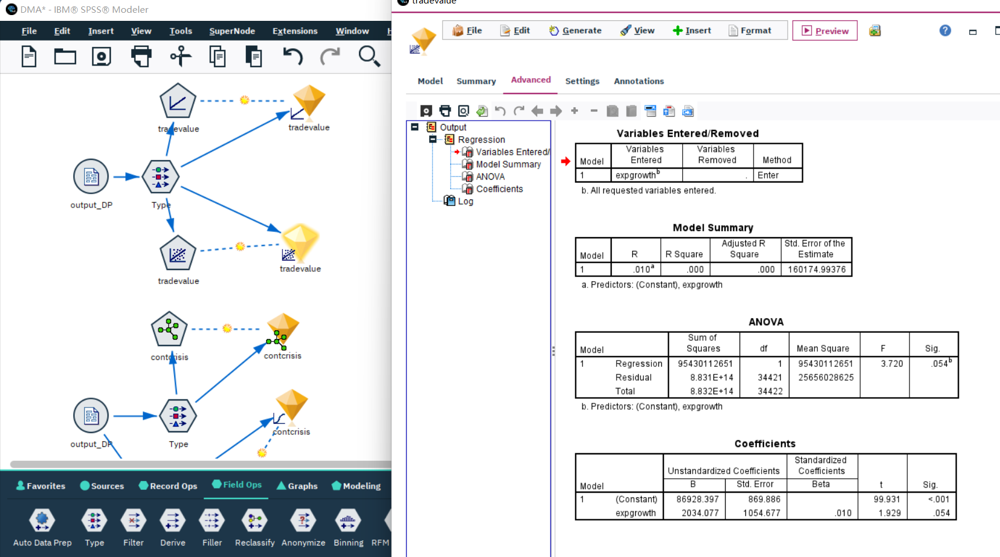 DMA* - IBM® SPSS® Modeler
File Edit Insert View Tools SuperNode Extensions Window
tradevalue
tradevalue
output_DP
Type
tradevalue
tradevalue
contcrisis
contcrisis
contcrisis
output_DP
Type
Favorites Sources Record Ops Field Ops Graphs Modeling
Auto Data Prep Type Filter Derive Filler Reclassify Anonymize Binning RFM
tradevalue
File Edit Generate View Insert Format Preview
Model Summary Advanced Settings Annotations
Output
Regression
Variables Entered/
Model Summary
ANOVA
Coefficients
Log
Variables Entered/Removed
Model Variables Entered Variables Removed Method
1 expgrowthb . Enter
b. All requested variables entered.
Model Summary
Model R R Square Adjusted R Square Std. Error of the Estimate
1 .010a .000 .000 160174.99376
a. Predictors: (Constant), expgrowth
ANOVA
Model Sum of Squares df Mean Square F Sig.
1 Regression 95430112651 1 95430112651 3.720 .054b
Residual 8.831E+14 34421 25656028625
Total 8.832E+14 34422
b. Predictors: (Constant), expgrowth
Coefficients
Unstandardized Coefficients Standardized Coefficients
Model B Std. Error Beta t Sig.
1 (Constant) 86928.397 869.886 99.931 <.001
expgrowth 2034.077 1054.677 .010 1.929 .054